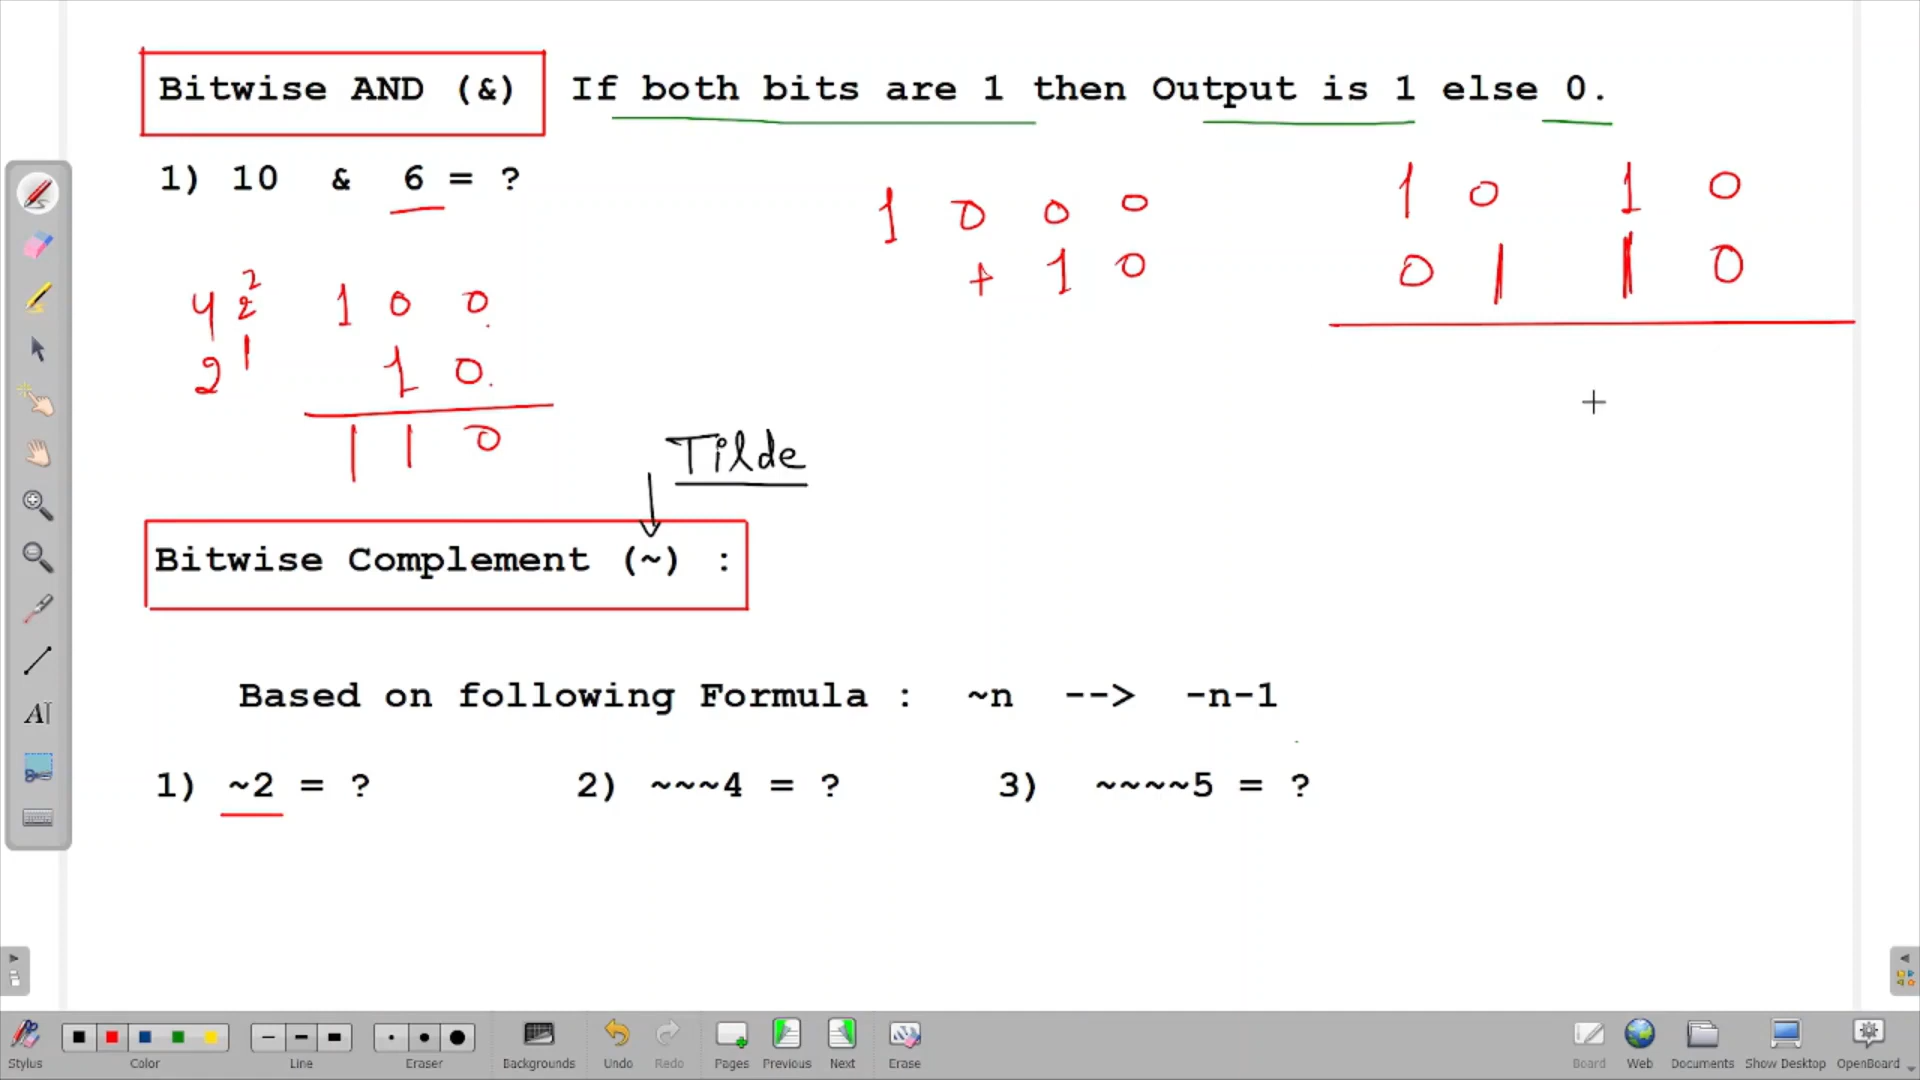 Bitwise AND (&) If both bits are 1 then Output is 1 else 0.
1) 10 & 6 = ?
1 0 0 0
+ 1 0
1 0 1 0
0 1 1 0
4 2 2 1 0 0
2 1 1 0
1 1 0
Tilde
Bitwise Complement (~) :
Based on following Formula : ~n --> -n-1
1) ~2 = ? 2) ~~~4 = ? 3) ~~~~5 = ?
Stylus Color Line Eraser Backgrounds Undo Redo Pages Previous Next Erase Board Web Documents Show Desktop OpenBoard